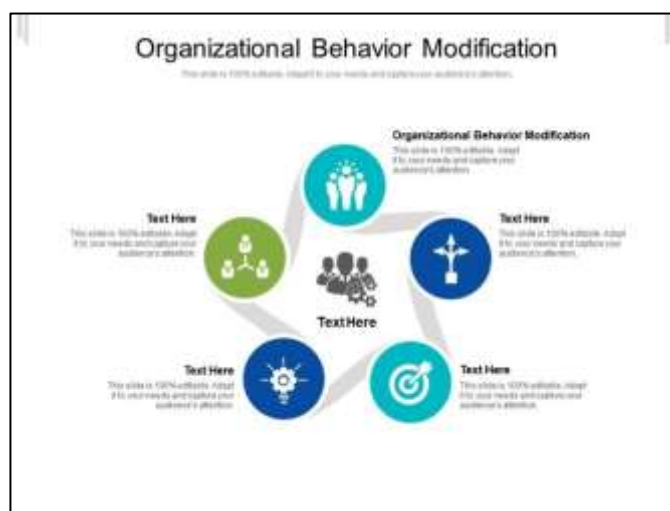 Organizational Behavior Modification
This slide is 100% editable. Adapt it to your needs and capture your audience's attention.
Organizational Behavior Modification
This slide is 100% editable. Adapt
it to your needs and capture your
audience's attention.
Text Here
This slide is 100% editable. Adapt
it to your needs and capture your
audience's attention.
Text Here
This slide is 100% editable. Adapt
it to your needs and capture your
audience's attention.
Text Here
Text Here
This slide is 100% editable. Adapt
it to your needs and capture your
audience's attention.
Text Here
This slide is 100% editable. Adapt
it to your needs and capture your
audience's attention.